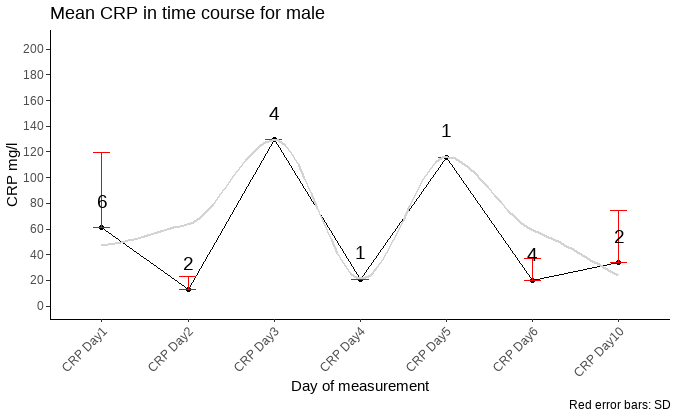 Mean CRP in time course for male
CRP mg/l
200
180
160
140
120
100
80
60
40
20
0
6
2
4
1
1
4
2
CRP Day1
CRP Day2
CRP Day3
CRP Day4
CRP Day5
CRP Day6
CRP Day10
Day of measurement
Red error bars: SD